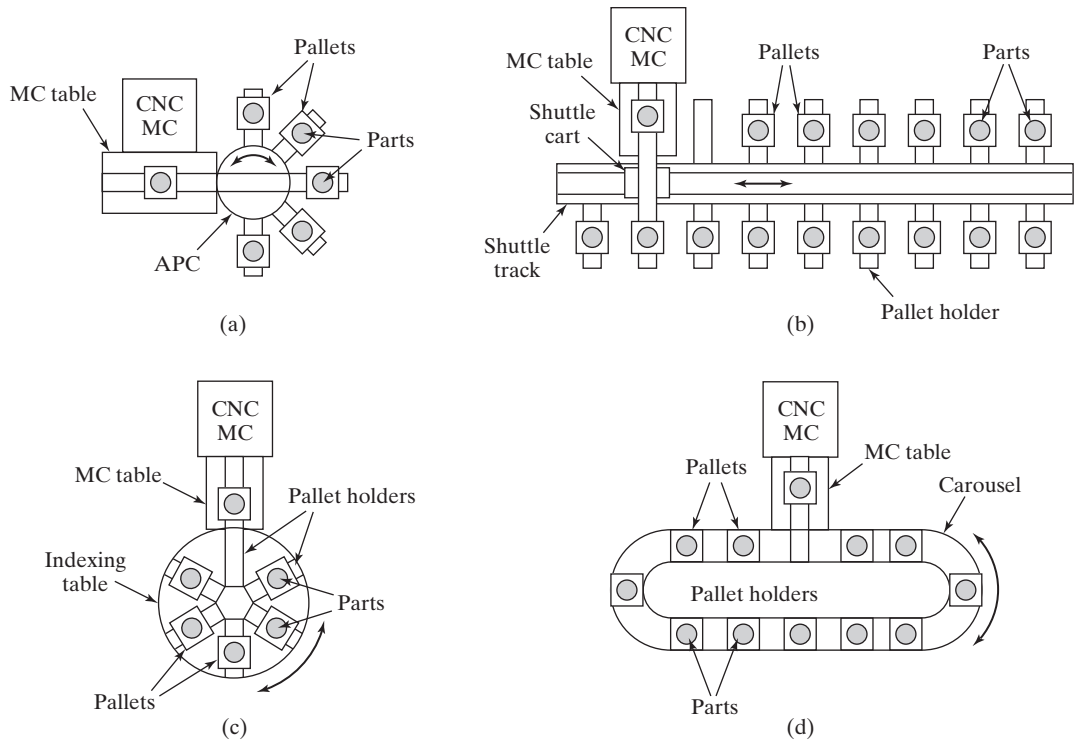 Pallets
MC table
CNC
MC
Parts
APC
(a)
CNC
MC
MC table
Pallets
Parts
Shuttle
cart
Shuttle
track
Pallet holder
(b)
CNC
MC
MC table
Pallet holders
Indexing
table
Parts
Pallets
(c)
CNC
MC
MC table
Pallets
Carousel
Pallet holders
Parts
(d)